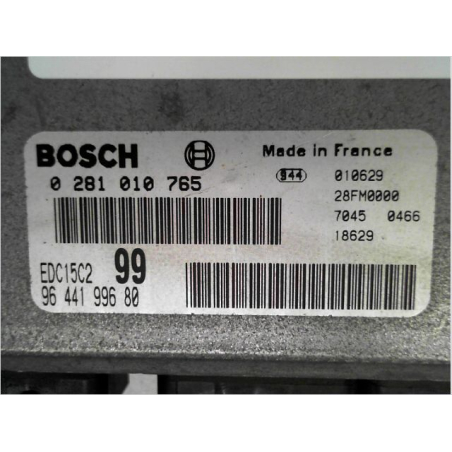 BOSCH Made in France
0 281 010 765 944 010629
28FM0000
7045 0466
18629
EDC15C2 99
96 441 996 80